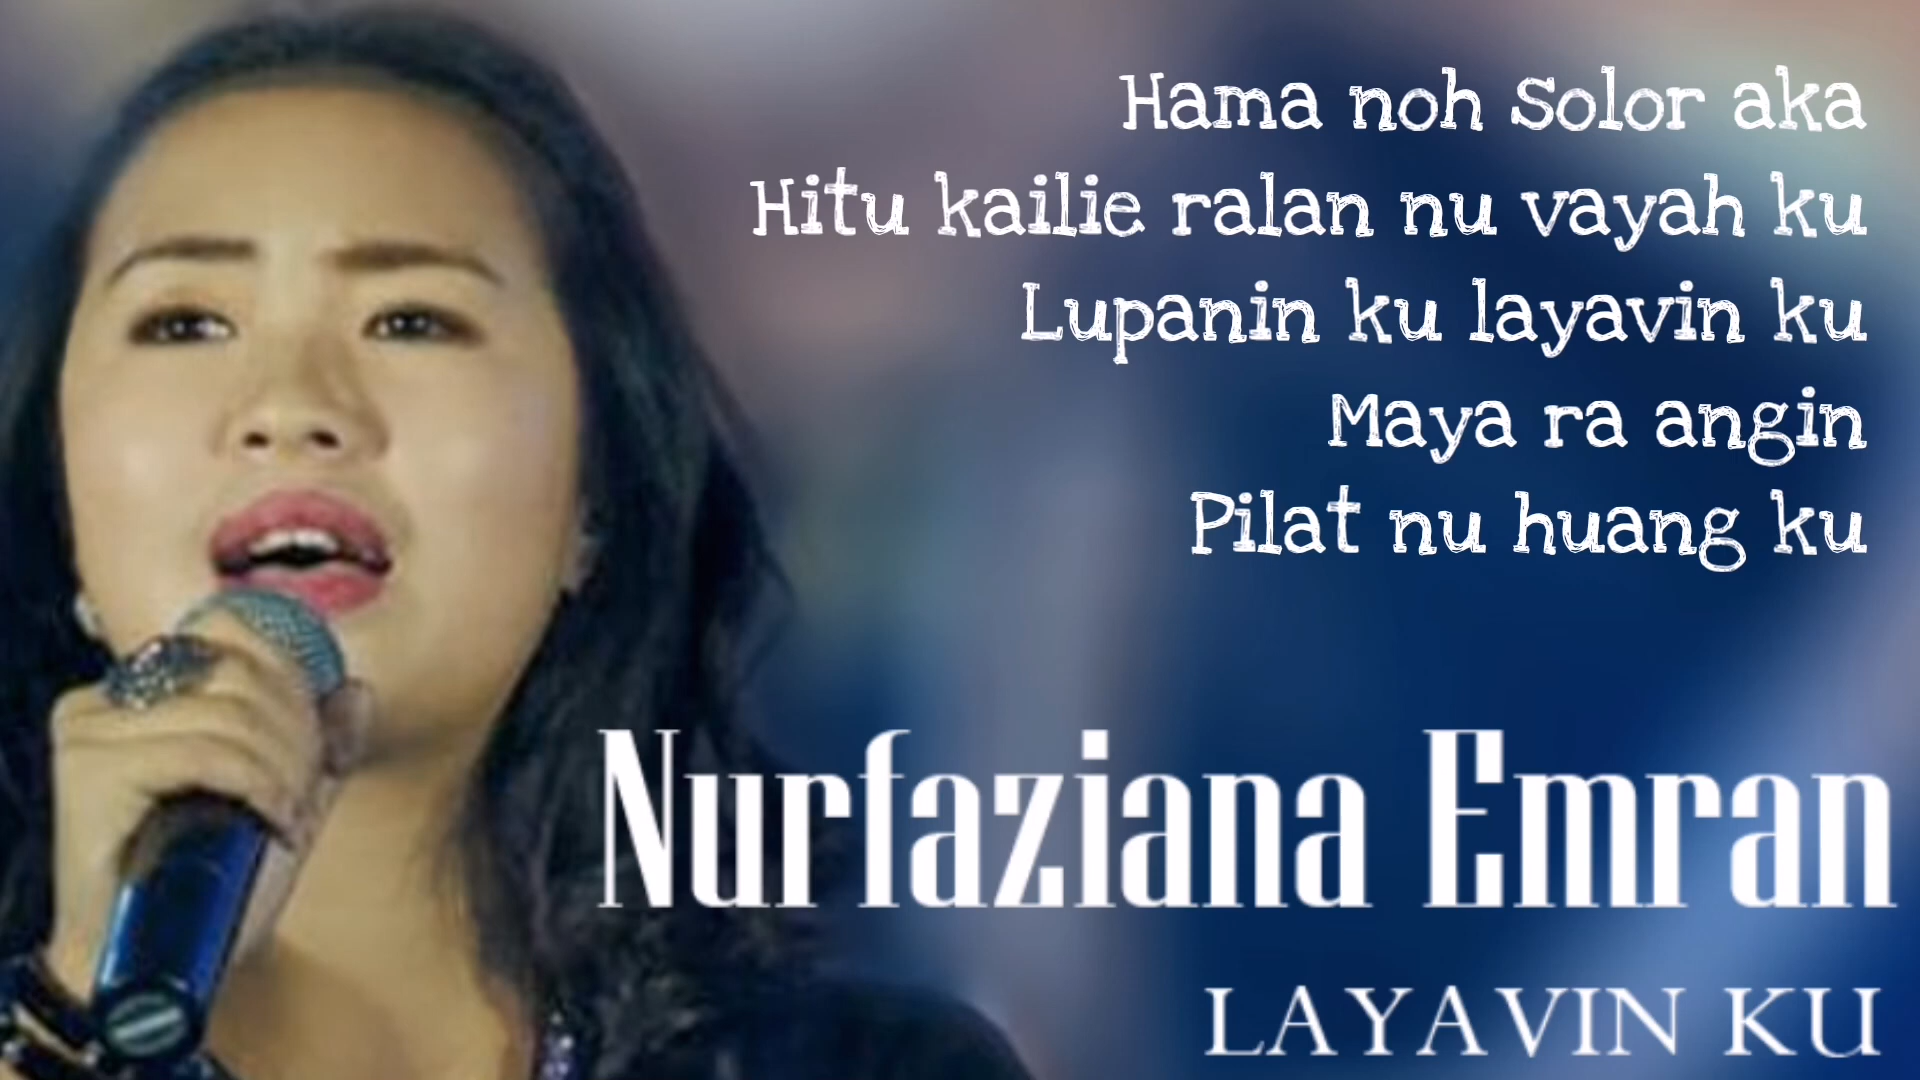 Hama noh Solor aka
Hitu kailie ralan nu vayah ku
Lupanin ku layavin ku
Maya ra angin
Pilat nu huang ku
Nurfaziana Emran
LAYAVIN KU